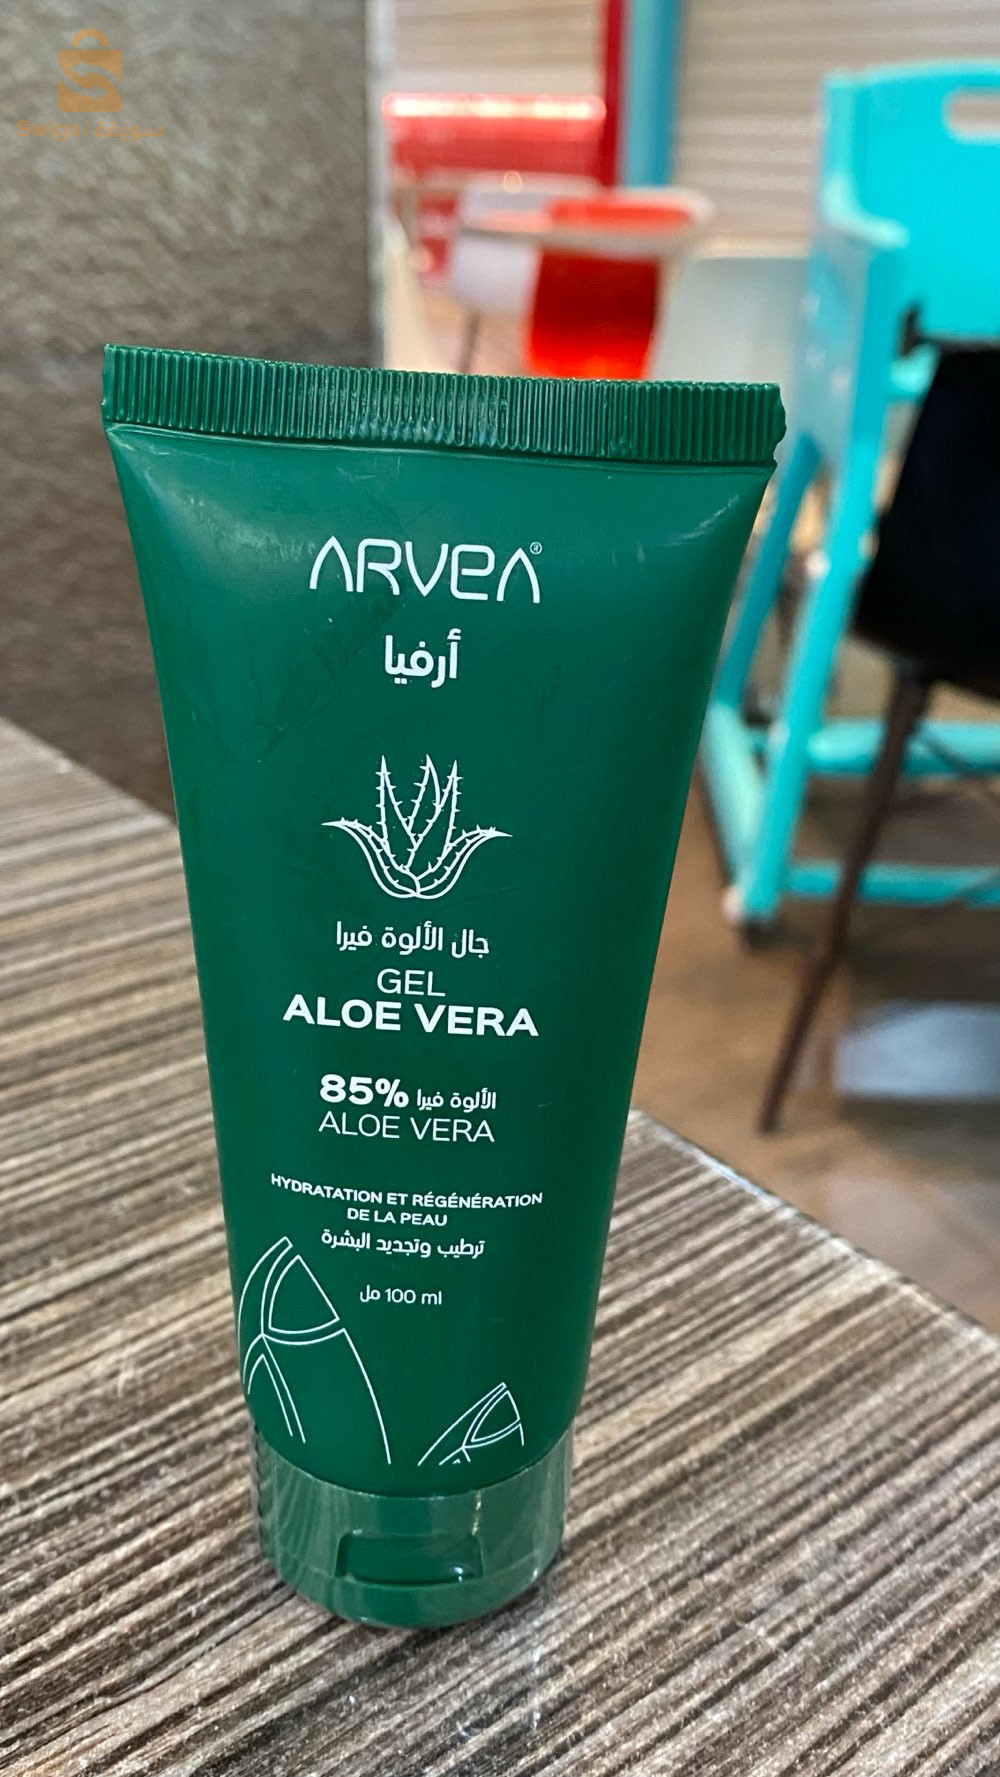 ARVEA®
أرفيا
جال الألوة فيرا
GEL
ALOE VERA
85% الألوة فيرا
ALOE VERA
HYDRATATION ET RÉGÉNÉRATION
DE LA PEAU
ترطيب وتجديد البشرة
100 ml مل